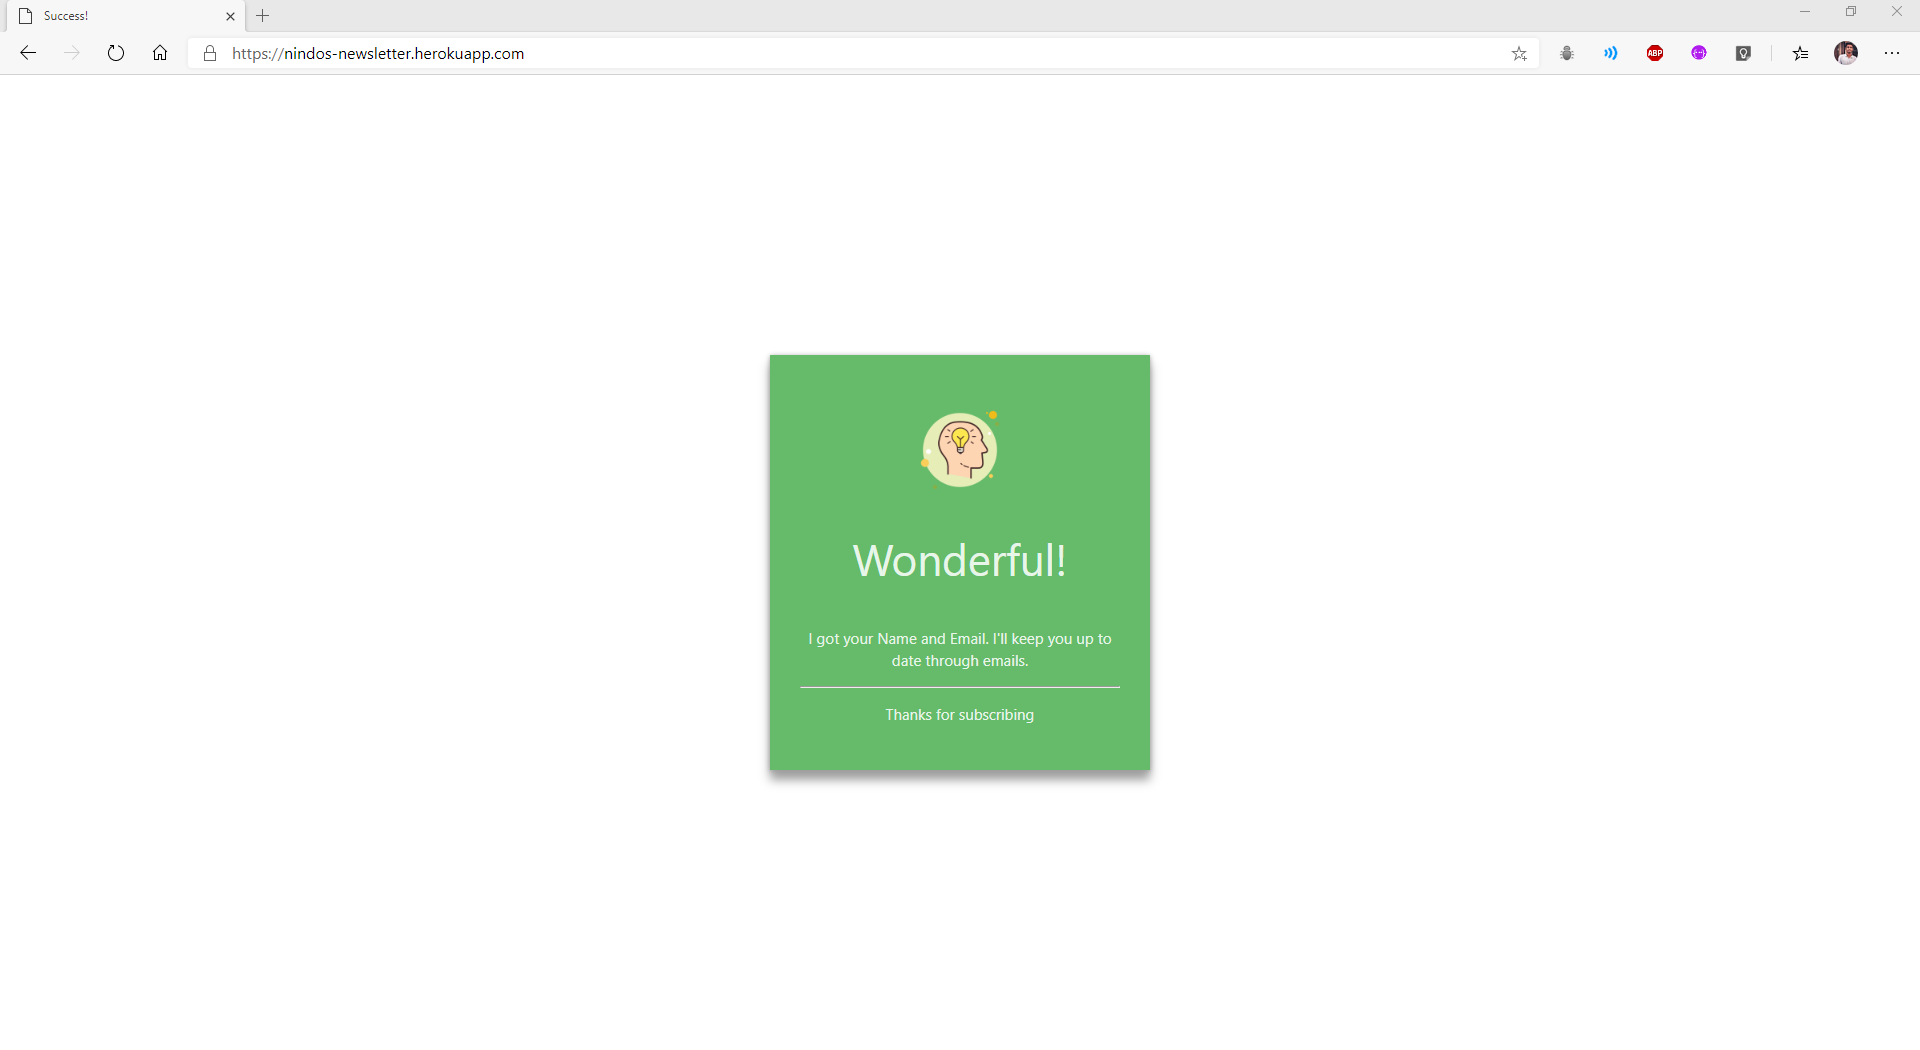 Success!
https://nindos-newsletter.herokuapp.com
ABP
Wonderful!
I got your Name and Email. I'll keep you up to
date through emails.
Thanks for subscribing